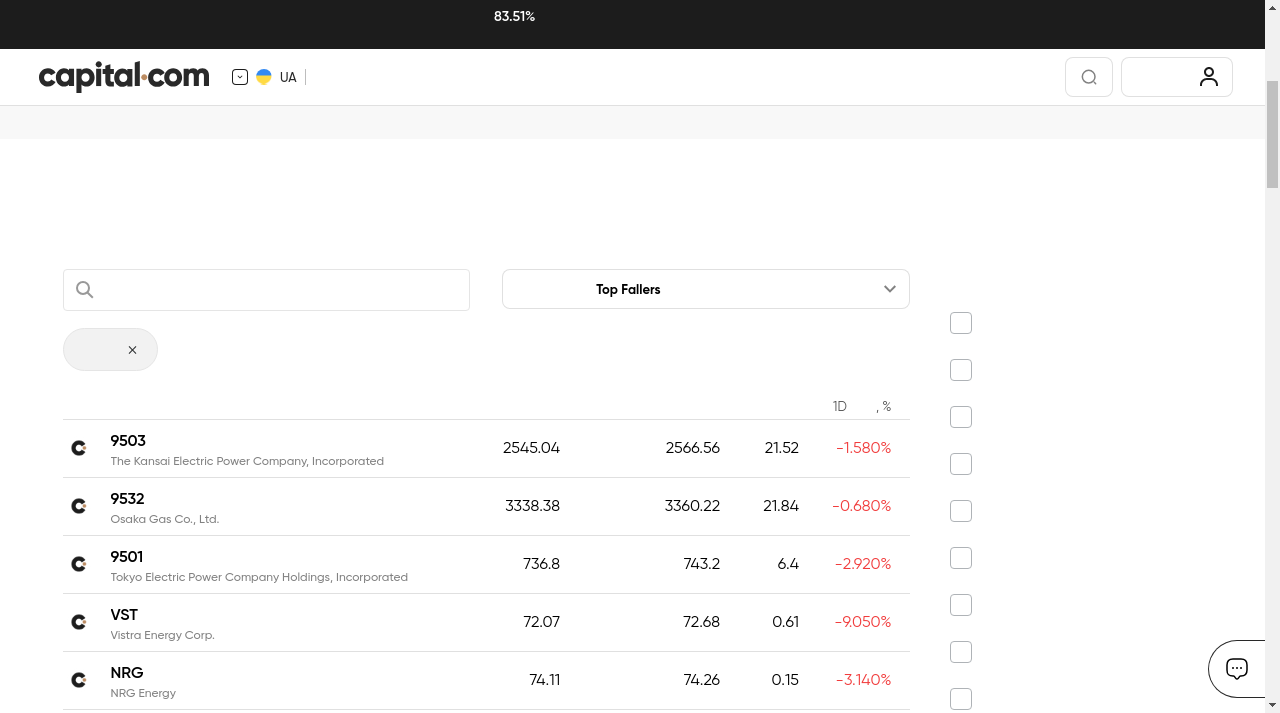 83.51%
capital.com
UA
Top Fallers
1D , %
9503 2545.04 2566.56 21.52 -1.580%
The Kansai Electric Power Company, Incorporated
9532 3338.38 3360.22 21.84 -0.680%
Osaka Gas Co., Ltd.
9501 736.8 743.2 6.4 -2.920%
Tokyo Electric Power Company Holdings, Incorporated
VST 72.07 72.68 0.61 -9.050%
Vistra Energy Corp.
NRG 74.11 74.26 0.15 -3.140%
NRG Energy